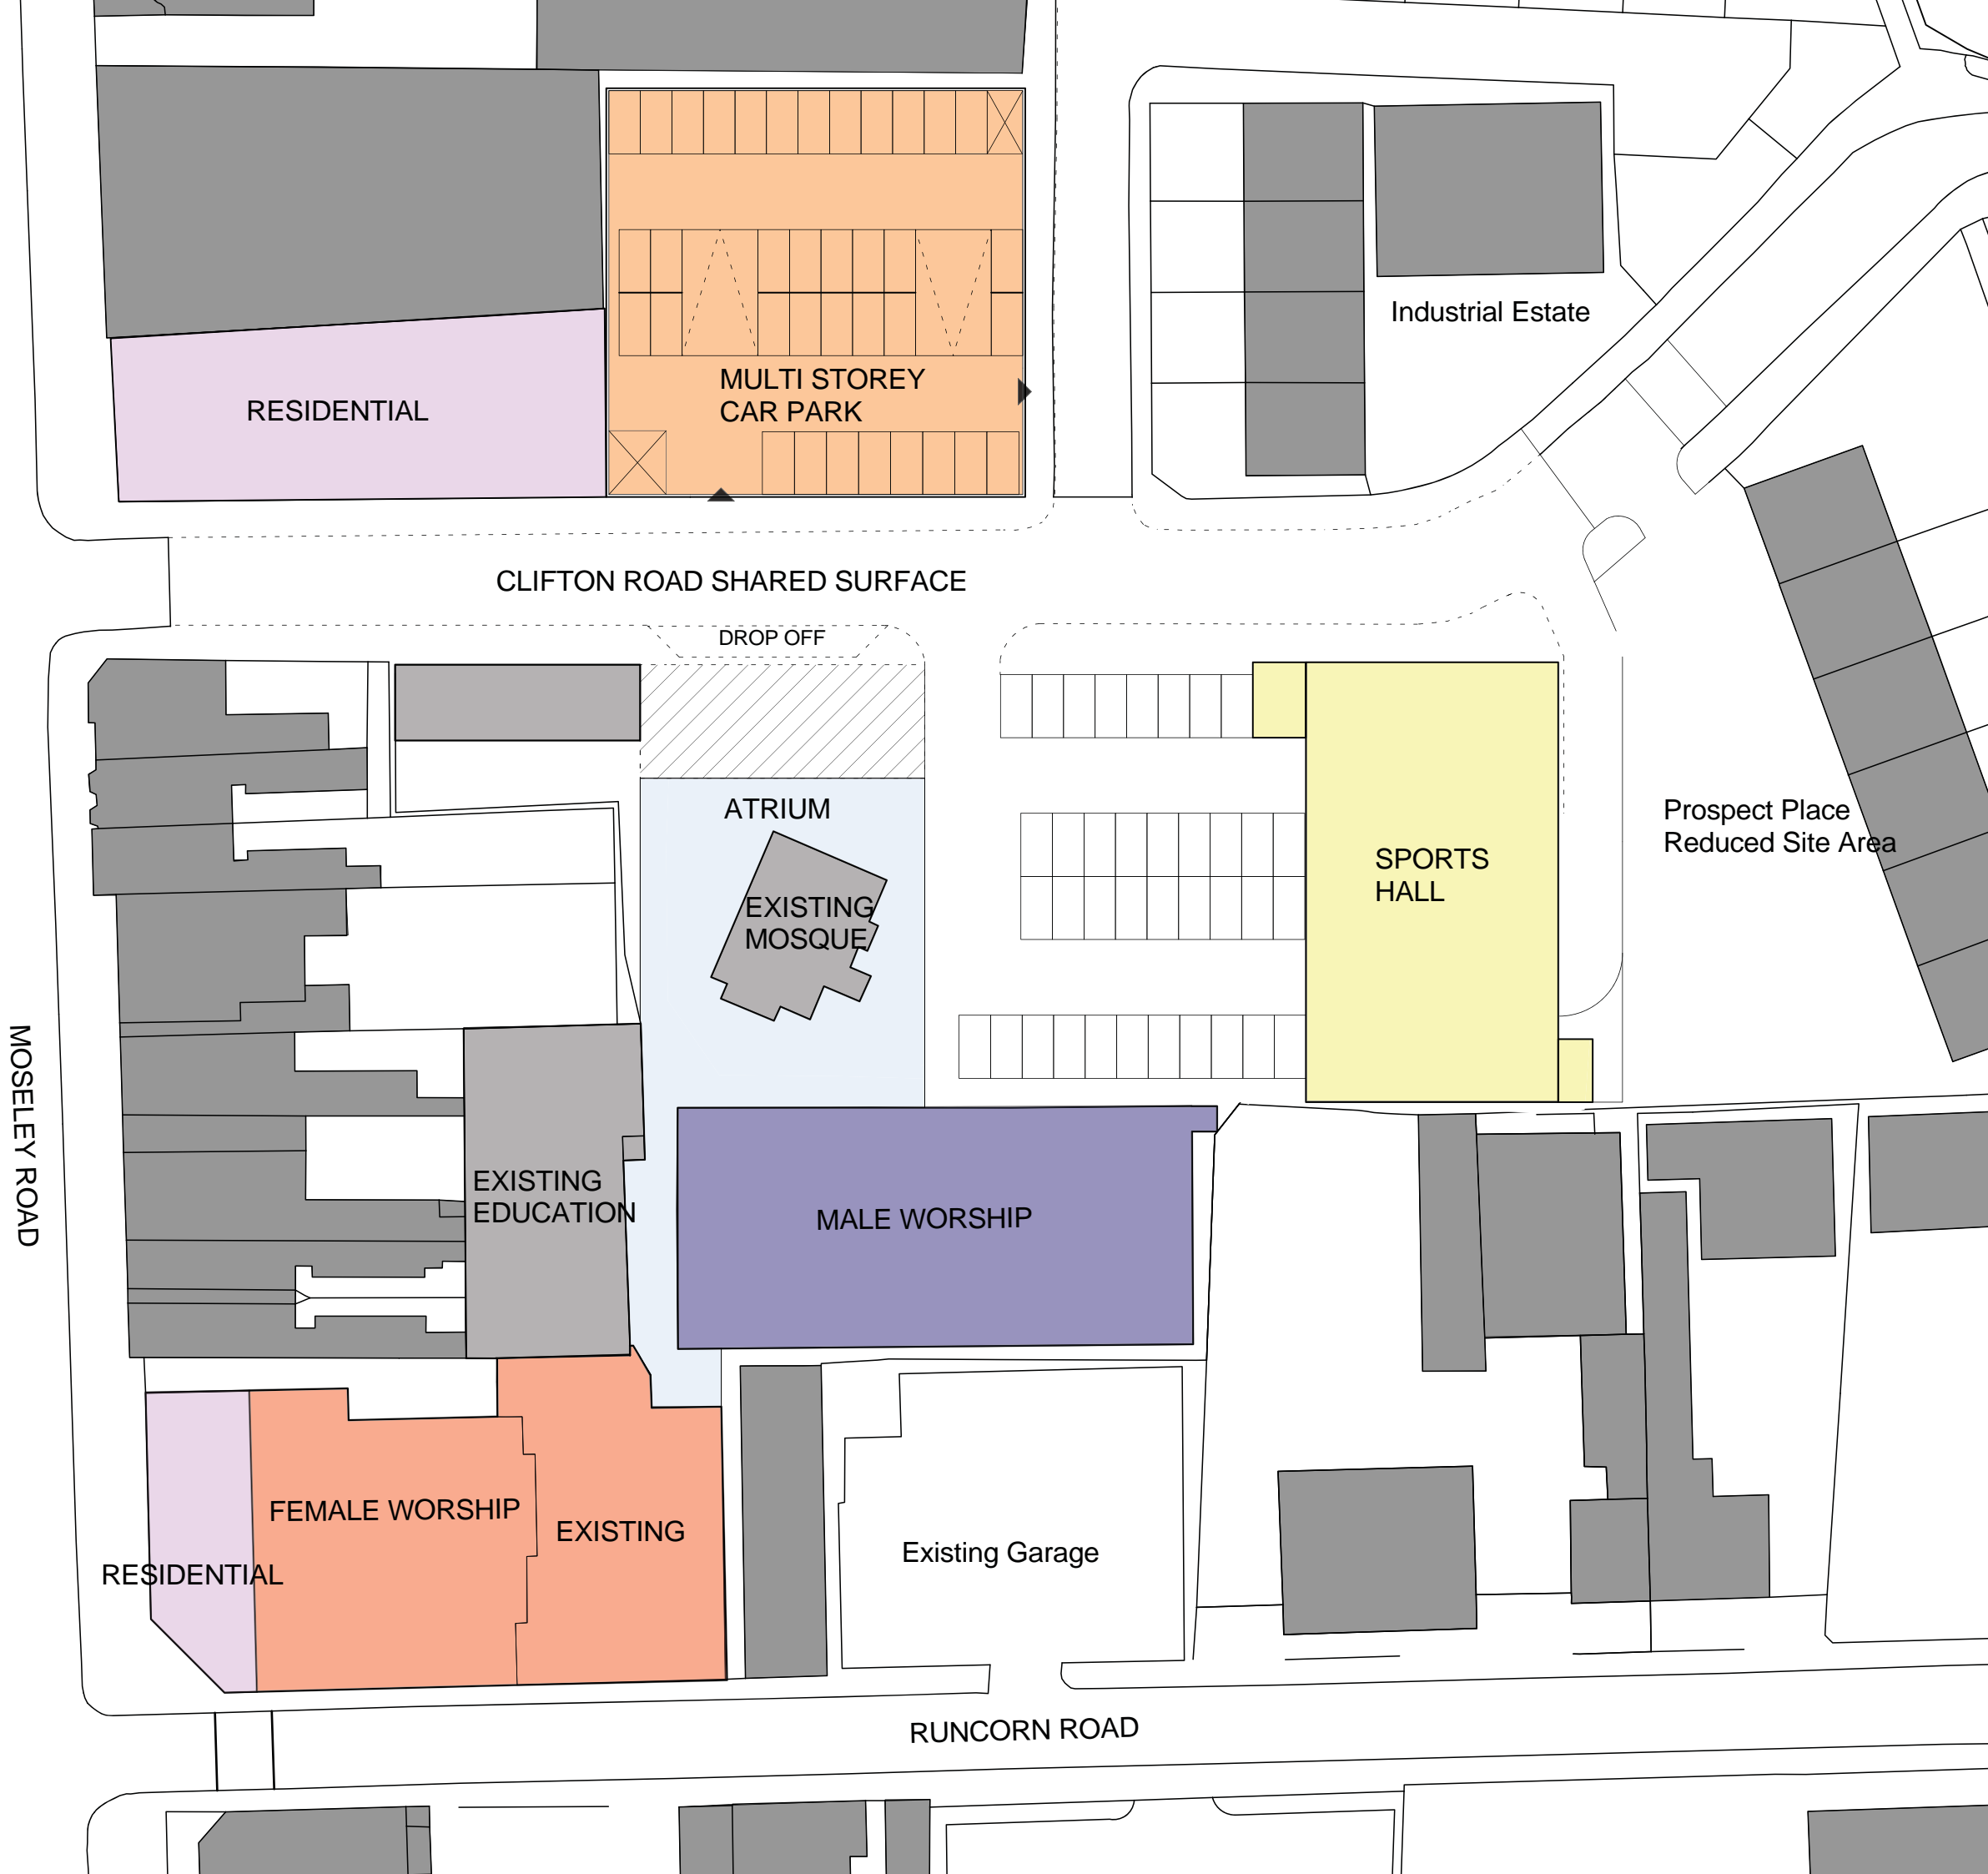 Industrial Estate
MULTI STOREY
CAR PARK
RESIDENTIAL
CLIFTON ROAD SHARED SURFACE
DROP OFF
ATRIUM
Prospect Place
Reduced Site Area
SPORTS
HALL
EXISTING
MOSQUE
MOSELEY ROAD
EXISTING
EDUCATION
MALE WORSHIP
FEMALE WORSHIP
EXISTING
Existing Garage
RESIDENTIAL
RUNCORN ROAD